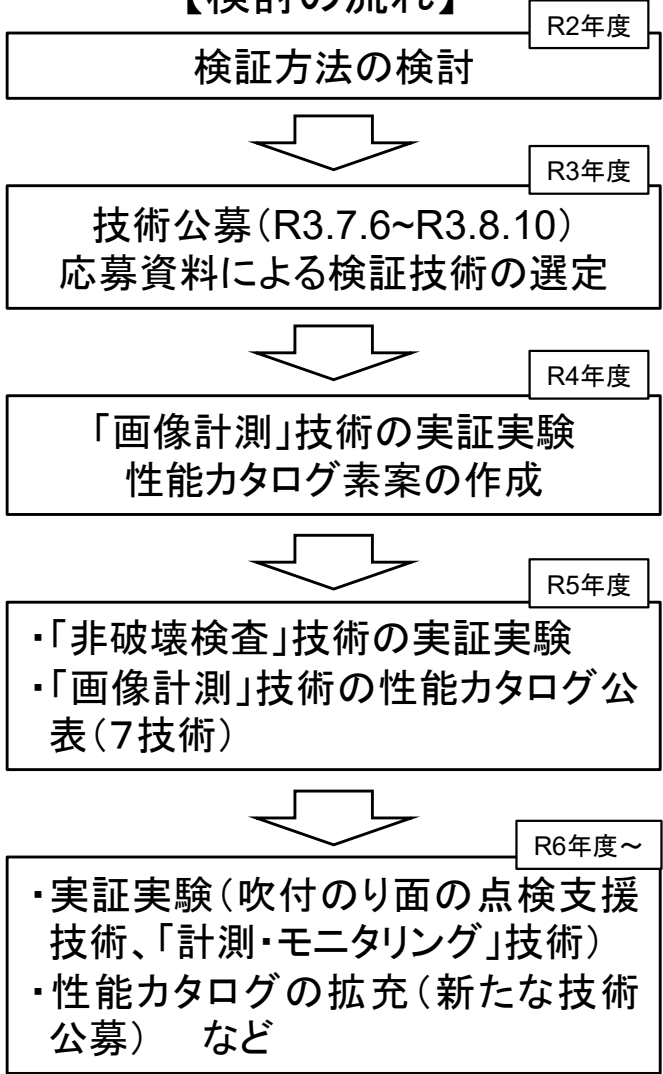 【検討の流れ】
R2年度
検証方法の検討
R3年度
技術公募（R3.7.6~R3.8.10）
応募資料による検証技術の選定
R4年度
「画像計測」技術の実証実験
性能カタログ素案の作成
R5年度
・「非破壊検査」技術の実証実験
・「画像計測」技術の性能カタログ公
表（７技術）
R6年度～
・実証実験（吹付のり面の点検支援
技術、「計測・モニタリング」技術）
・性能カタログの拡充（新たな技術
公募）　など